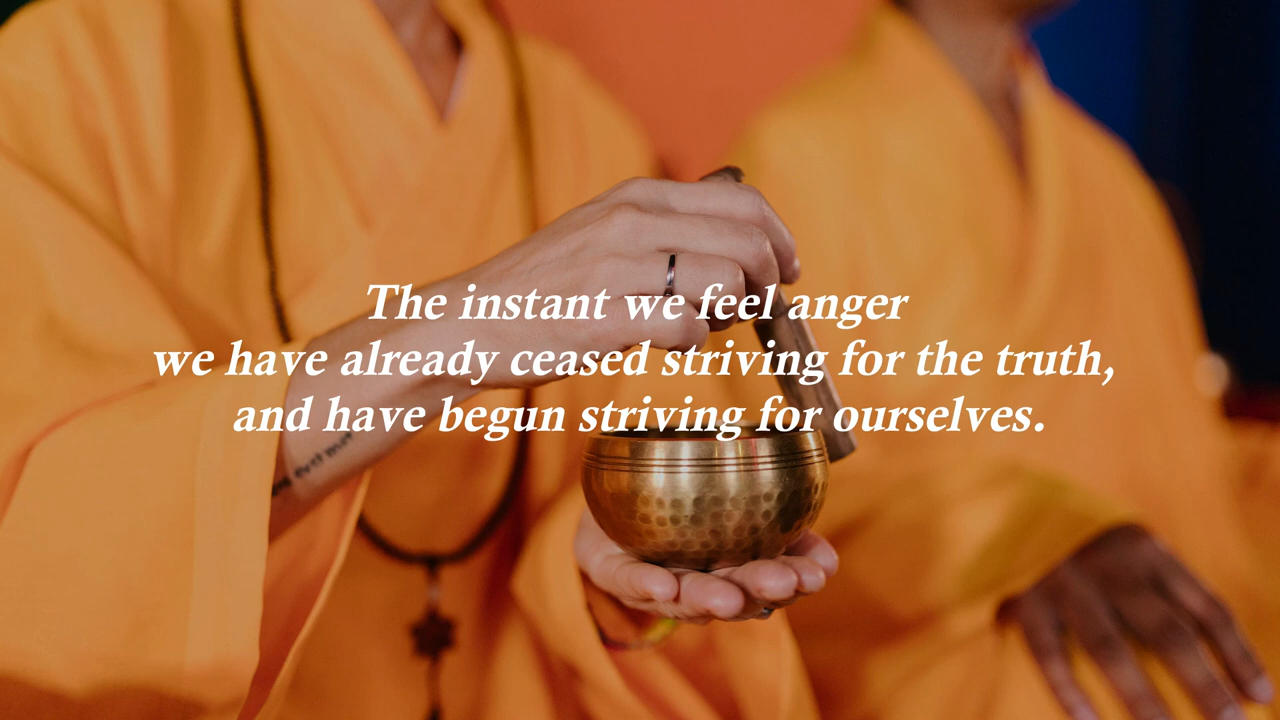 The instant we feel anger
we have already ceased striving for the truth,
and have begun striving for ourselves.